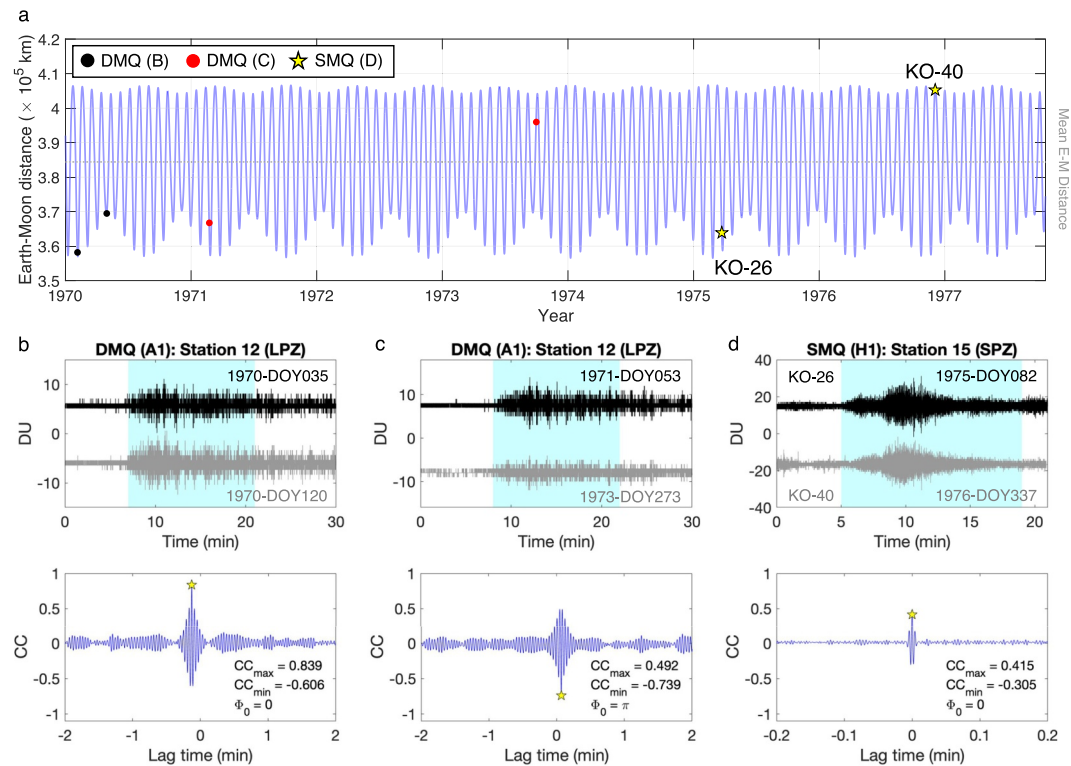 a
DMQ (B) DMQ (C) SMQ (D)
KO-40
KO-26
4.2
4.1
4
3.9
3.8
3.7
3.6
3.5
Earth-Moon distance ( × 10⁵ km)
Mean E-M Distance
1970 1971 1972 1973 1974 1975 1976 1977
Year
b
DMQ (A1): Station 12 (LPZ)
1970-DOY035
1970-DOY120
10
0
-10
DU
0 10 20 30
Time (min)
1
0.5
0
-0.5
-1
CC
CCmax = 0.839
CCmin = -0.606
Φ0 = 0
-2 -1 0 1 2
Lag time (min)
c
DMQ (A1): Station 12 (LPZ)
1971-DOY053
1973-DOY273
10
0
-10
DU
0 10 20 30
Time (min)
1
0.5
0
-0.5
-1
CC
CCmax = 0.492
CCmin = -0.739
Φ0 = π
-2 -1 0 1 2
Lag time (min)
d
SMQ (H1): Station 15 (SPZ)
KO-26 1975-DOY082
KO-40 1976-DOY337
40
20
0
-20
-40
DU
0 5 10 15 20
Time (min)
1
0.5
0
-0.5
-1
CC
CCmax = 0.415
CCmin = -0.305
Φ0 = 0
-0.2 -0.1 0 0.1 0.2
Lag time (min)